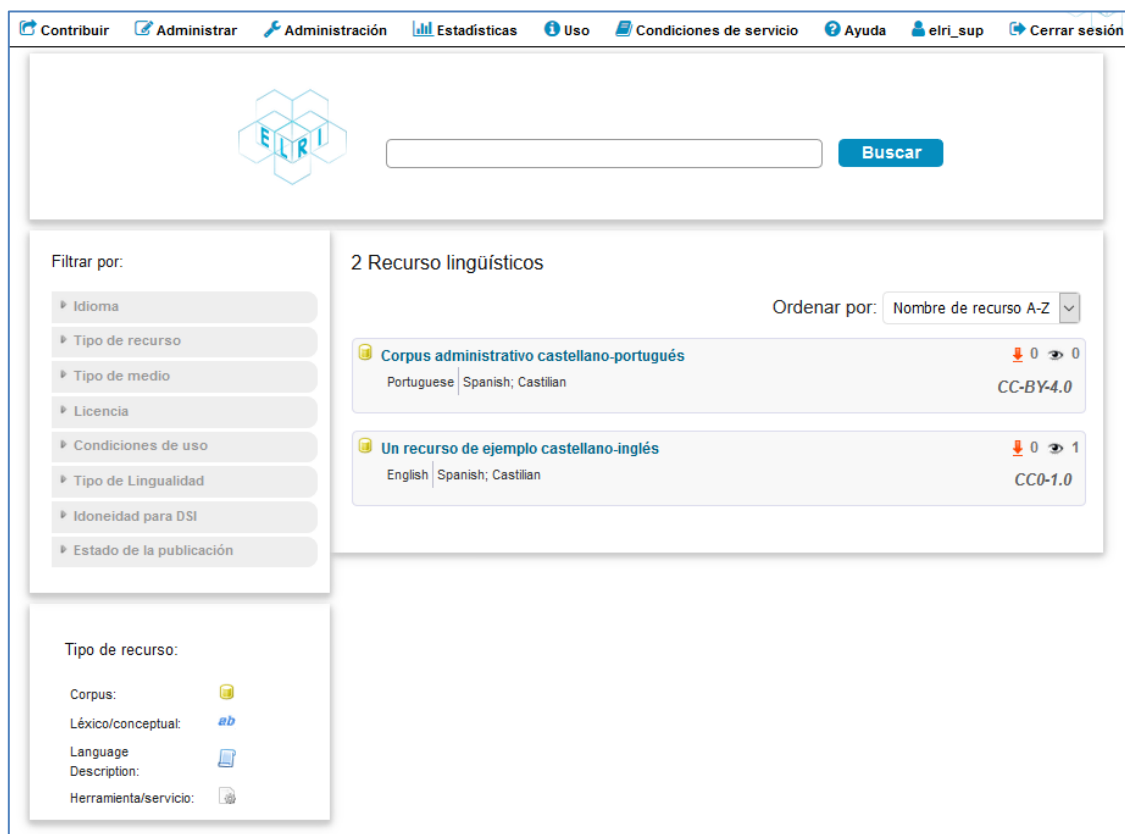 Contribuir Administrar Administración Estadísticas Uso Condiciones de servicio Ayuda elri_sup Cerrar sesión
ELRI
Buscar
Filtrar por:
Idioma
Tipo de recurso
Tipo de medio
Licencia
Condiciones de uso
Tipo de Lingualidad
Idoneidad para DSI
Estado de la publicación
2 Recurso lingüísticos
Ordenar por: Nombre de recurso A-Z
Corpus administrativo castellano-portugués 0 0
Portuguese Spanish; Castilian CC-BY-4.0
Un recurso de ejemplo castellano-inglés 0 1
English Spanish; Castilian CC0-1.0
Tipo de recurso:
Corpus:
Léxico/conceptual: ab
Language
Description:
Herramienta/servicio: